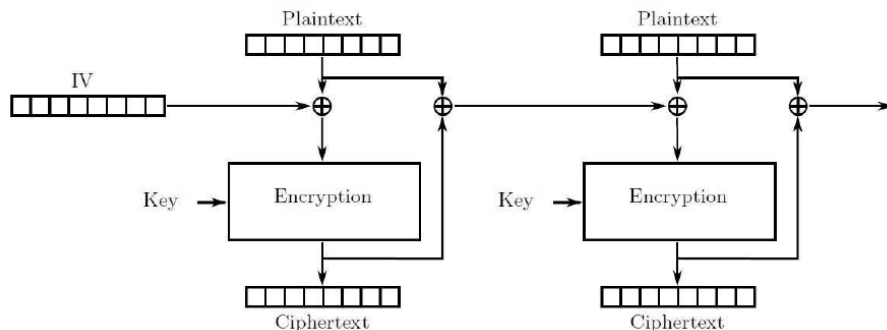 Plaintext
Plaintext
IV
Key
Encryption
Key
Encryption
Ciphertext
Ciphertext